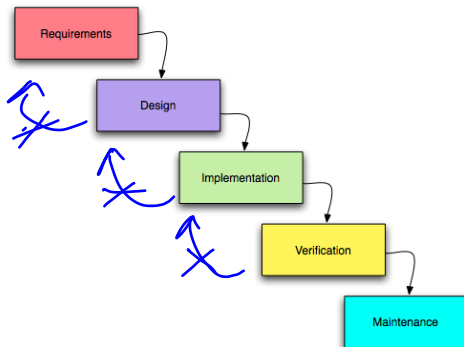 Requirements
Design
Implementation
Verification
Maintenance